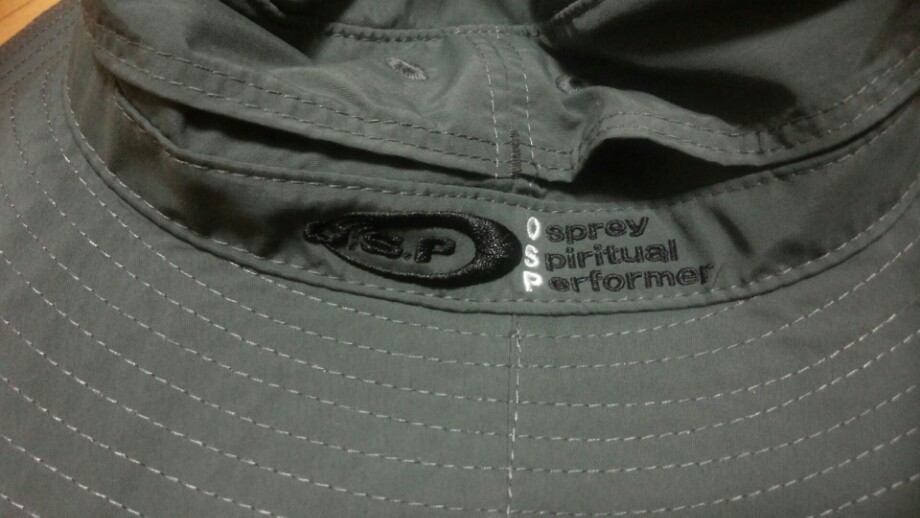 O.S.P
Osprey
Spiritual
Performer